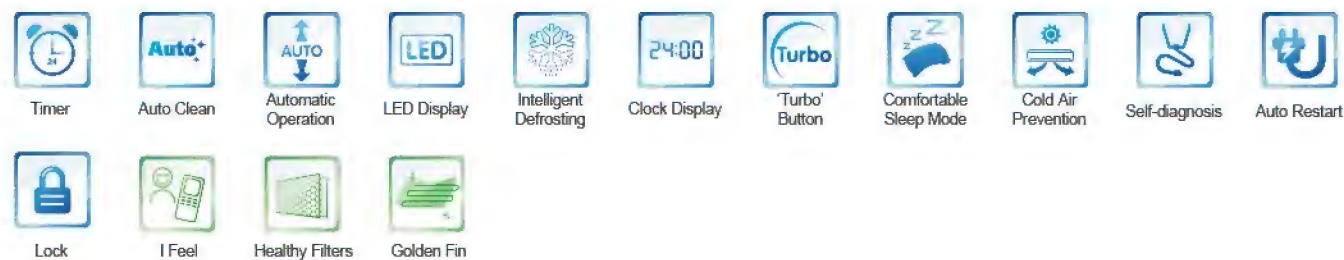 24
Auto
AUTO
LED
24:00
Turbo
z Z Z
Timer
Auto Clean
Automatic
Operation
LED Display
Intelligent
Defrosting
Clock Display
'Turbo'
Button
Comfortable
Sleep Mode
Cold Air
Prevention
Self-diagnosis
Auto Restart
Lock
I Feel
Healthy Filters
Golden Fin